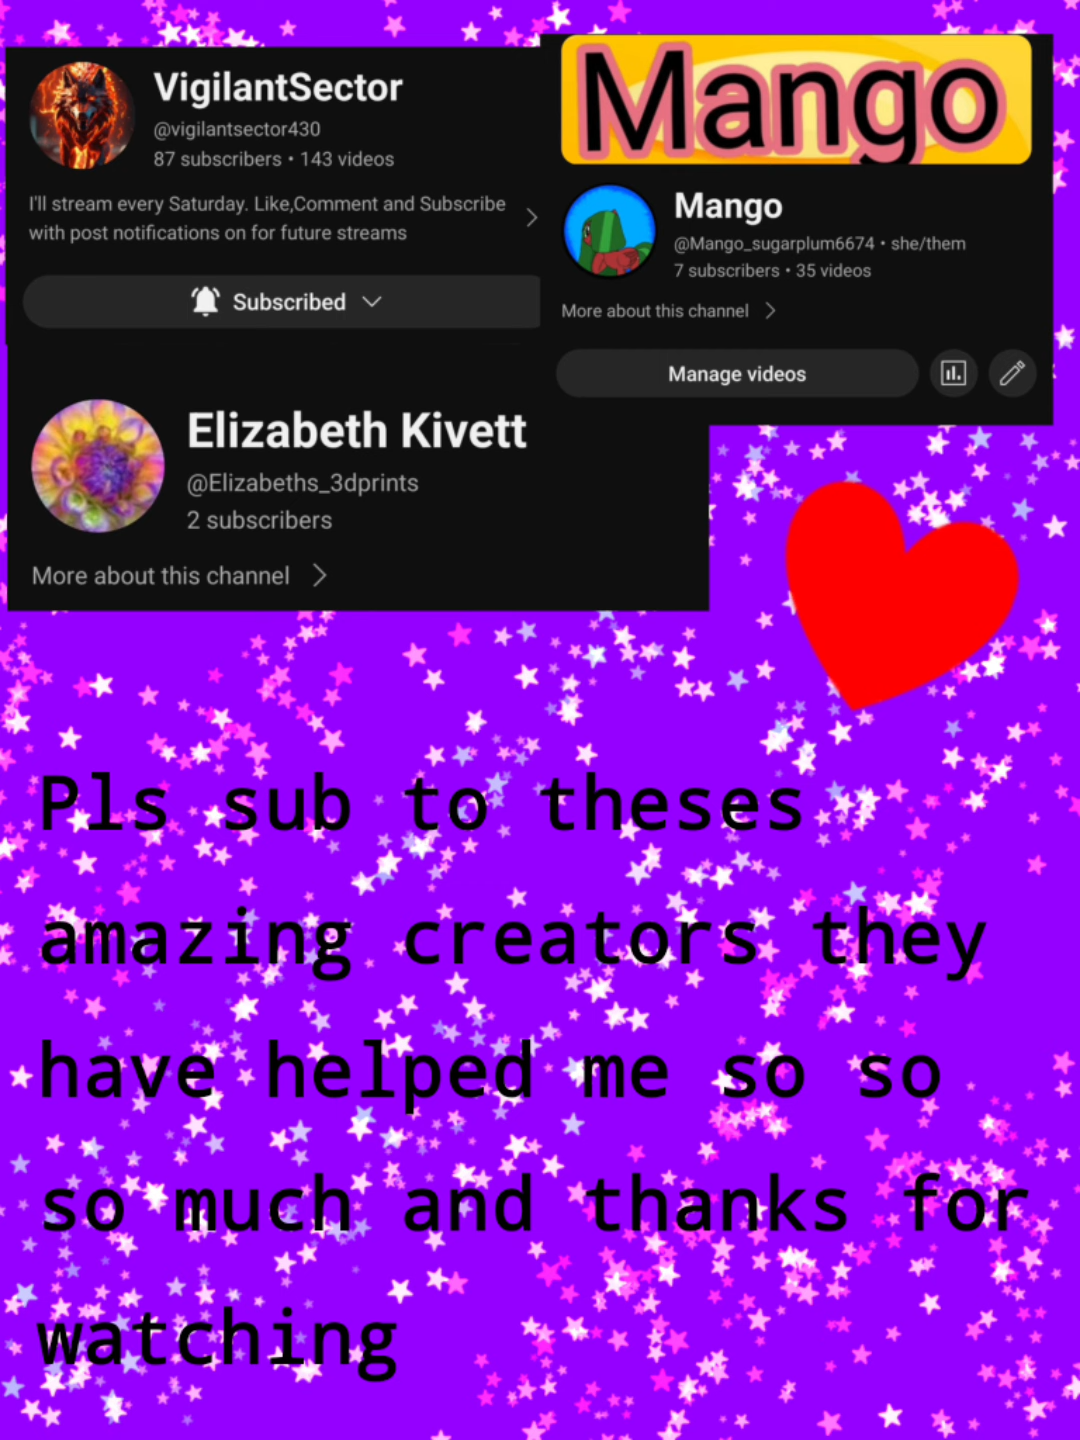 VigilantSector
@vigilantsector430
87 subscribers • 143 videos
I'll stream every Saturday. Like,Comment and Subscribe
with post notifications on for future streams
Subscribed
Mango
Mango
@Mango_sugarplum6674 • she/them
7 subscribers • 35 videos
More about this channel
Manage videos
Elizabeth Kivett
@Elizabeths_3dprints
2 subscribers
More about this channel
Pls sub to theses
amazing creators they
have helped me so so
so much and thanks for
watching